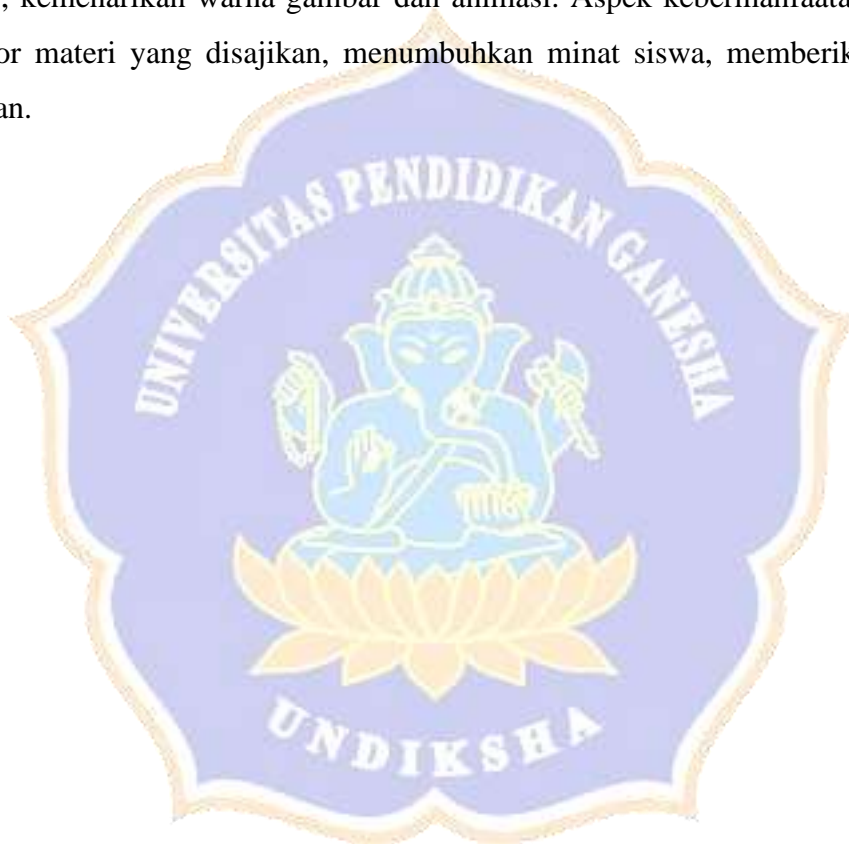 , kemenarikan warna gambar dan animasi. Aspek kebermanfaatan
or materi yang disajikan, menumbuhkan minat siswa, memberik
an.
UNIVERSITAS PENDIDIKAN GANESHA
UNDIKSHA